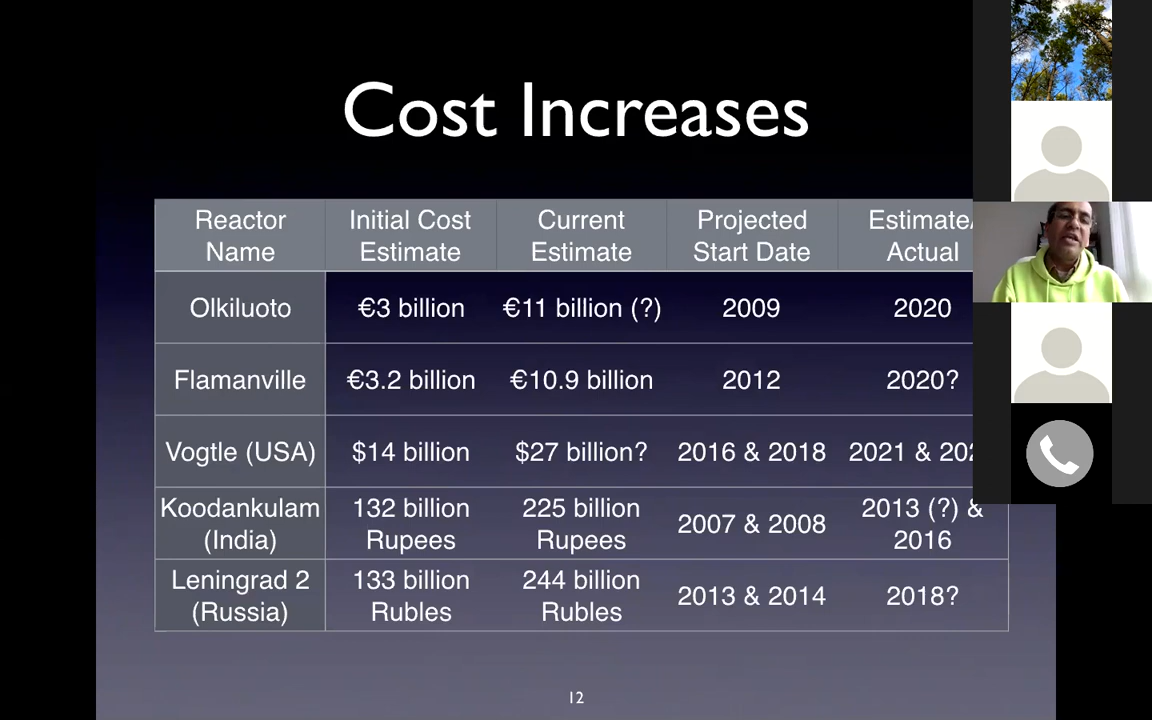 Cost Increases
Reactor Name
Initial Cost Estimate
Current Estimate
Projected Start Date
Estimate/ Actual
Olkiluoto
€3 billion
€11 billion (?)
2009
2020
Flamanville
€3.2 billion
€10.9 billion
2012
2020?
Vogtle (USA)
$14 billion
$27 billion?
2016 & 2018
2021 &
Koodankulam (India)
132 billion Rupees
225 billion Rupees
2007 & 2008
2013 (?) & 2016
Leningrad 2 (Russia)
133 billion Rubles
244 billion Rubles
2013 & 2014
2018?
12